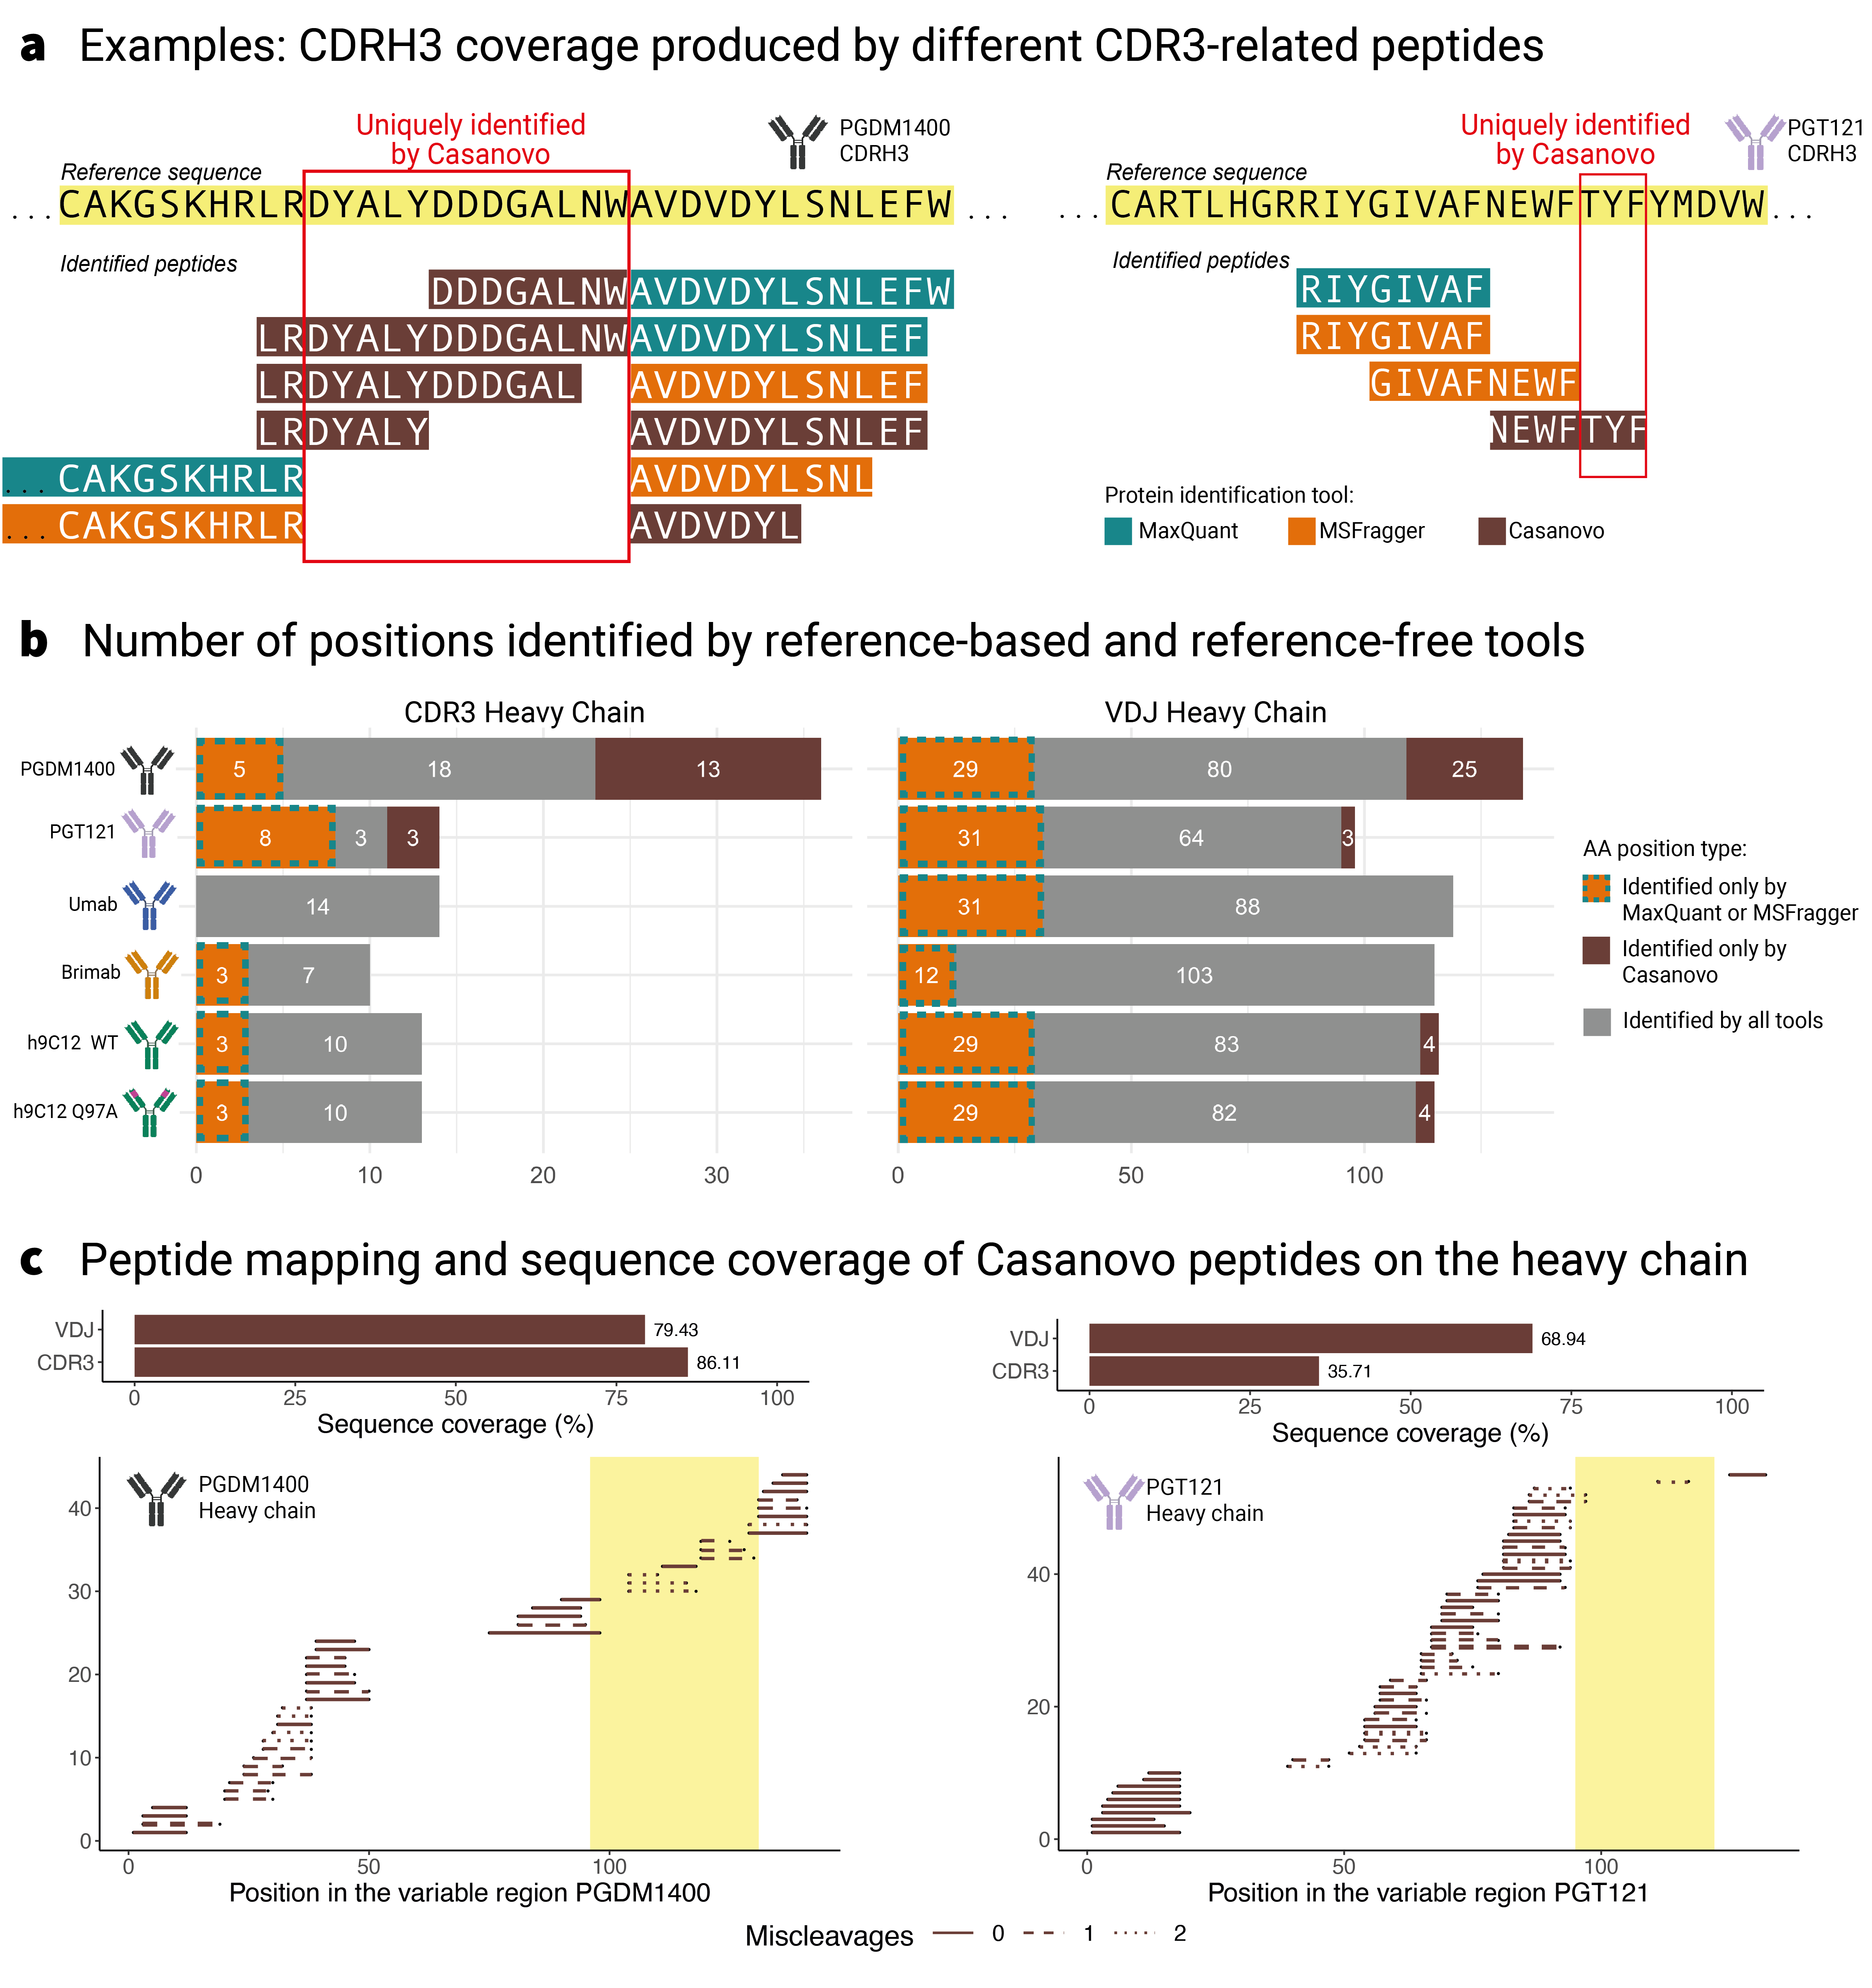 a Examples: CDRH3 coverage produced by different CDR3-related peptides
Uniquely identified
by Casanovo
PGDM1400
CDRH3
Reference sequence
...CAKGSKHRLRDYALYDDDGALNWAVDVDYLSNLEFW...
Identified peptides
DDDGALNW AVDVDYLSNLEFW
LRDYALYDDDGALNW AVDVDYLSNLEF
LRDYALYDDDGAL AVDVDYLSNLEF
LRDYALY AVDVDYLSNLEF
...CAKGSKHRLR AVDVDYLSNL
...CAKGSKHRLR AVDVDYL
Uniquely identified
by Casanovo
PGT121
CDRH3
Reference sequence
...CARTLHGRRIYGIVAFNEWFTYFYMDVW...
Identified peptides
RIYGIVAF
RIYGIVAF
GIVAFNEWF
NEWFTYF
Protein identification tool:
MaxQuant MSFragger Casanovo
b Number of positions identified by reference-based and reference-free tools
CDR3 Heavy Chain VDJ Heavy Chain
PGDM1400 5 18 13 29 80 25
PGT121 8 3 3 31 64 3
Umab 14 31 88
Brimab 3 7 12 103
h9C12 WT 3 10 29 83 4
h9C12 Q97A 3 10 29 82 4
0 10 20 30 0 50 100
AA position type:
Identified only by
MaxQuant or MSFragger
Identified only by
Casanovo
Identified by all tools
c Peptide mapping and sequence coverage of Casanovo peptides on the heavy chain
VDJ 79.43
CDR3 86.11
0 25 50 75 100
Sequence coverage (%)
VDJ 68.94
CDR3 35.71
0 25 50 75 100
Sequence coverage (%)
PGDM1400
Heavy chain
40
30
20
10
0
0 50 100
Position in the variable region PGDM1400
PGT121
Heavy chain
40
20
0
0 50 100
Position in the variable region PGT121
Miscleavages 0 1 2